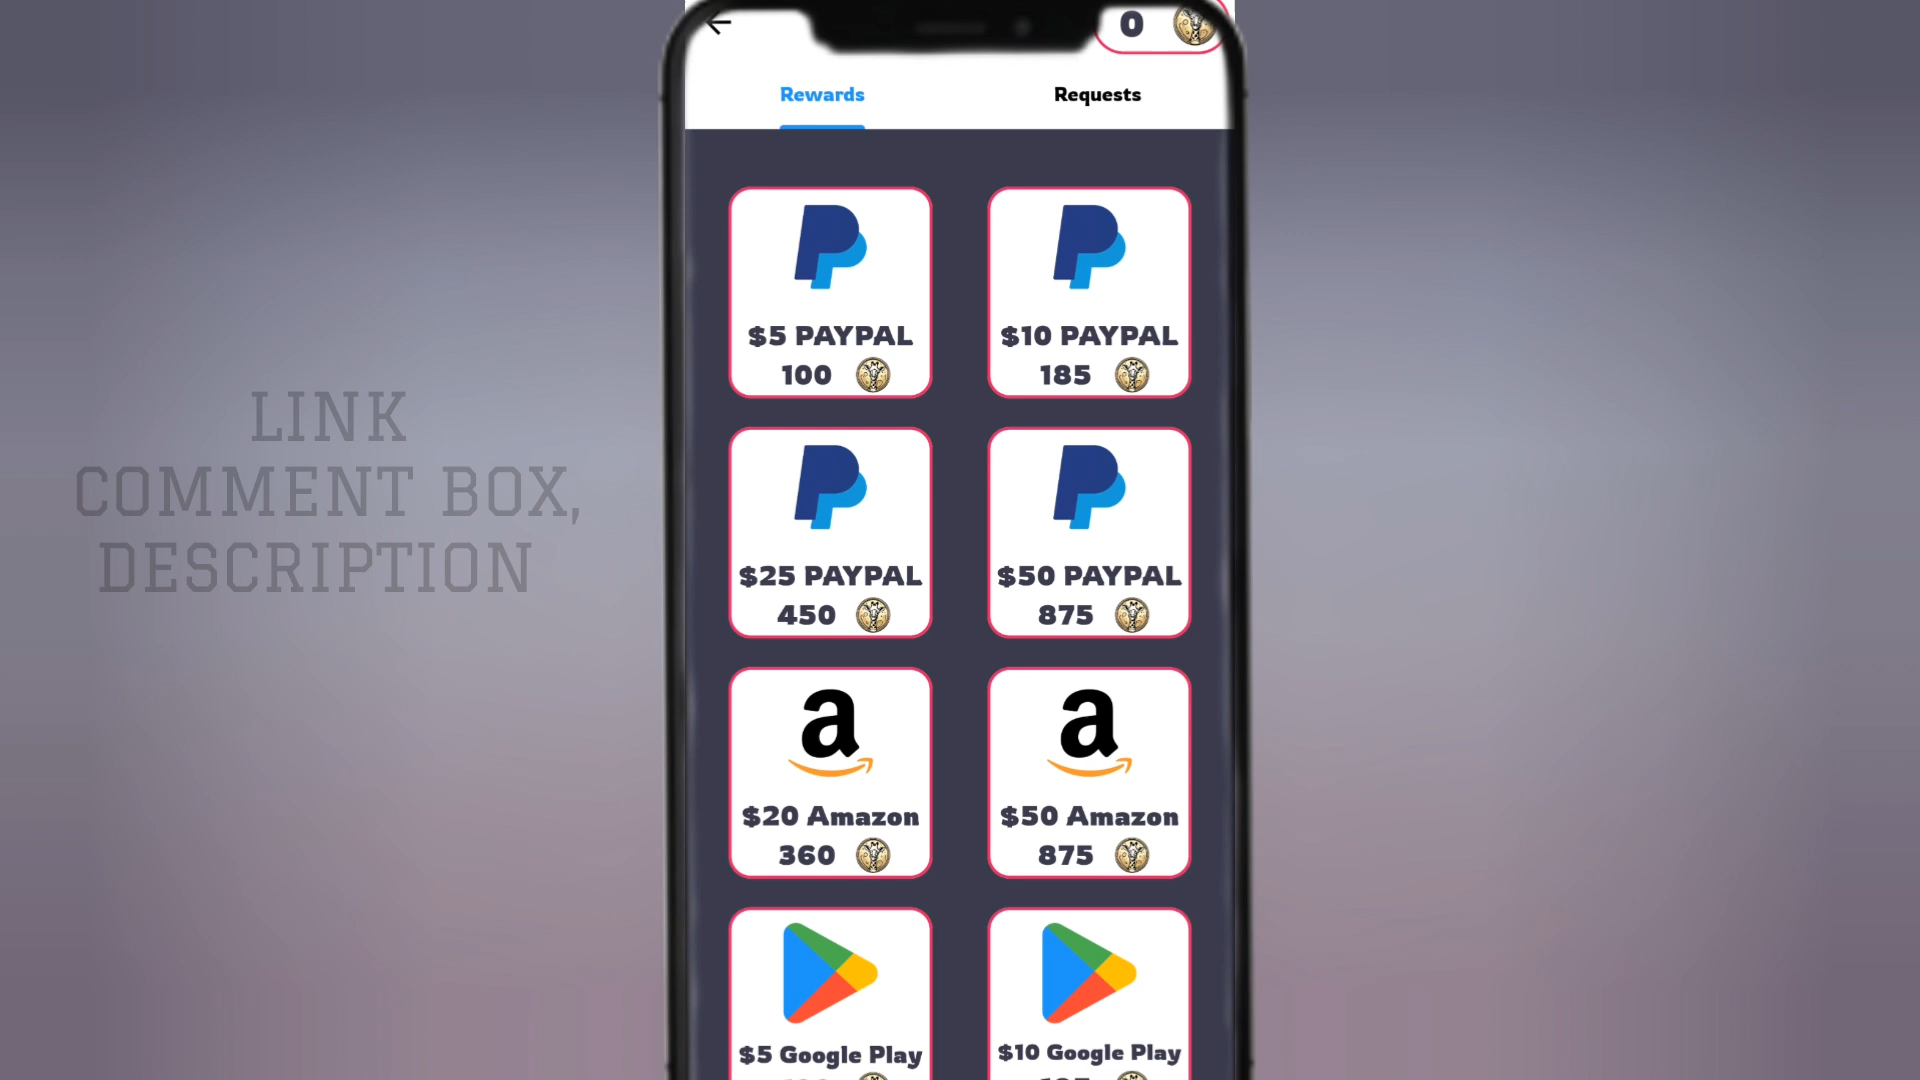 0
Rewards
Requests
$5 PAYPAL
100
$10 PAYPAL
185
$25 PAYPAL
450
$50 PAYPAL
875
$20 Amazon
360
$50 Amazon
875
$5 Google Play
$10 Google Play
LINK
COMMENT BOX,
DESCRIPTION